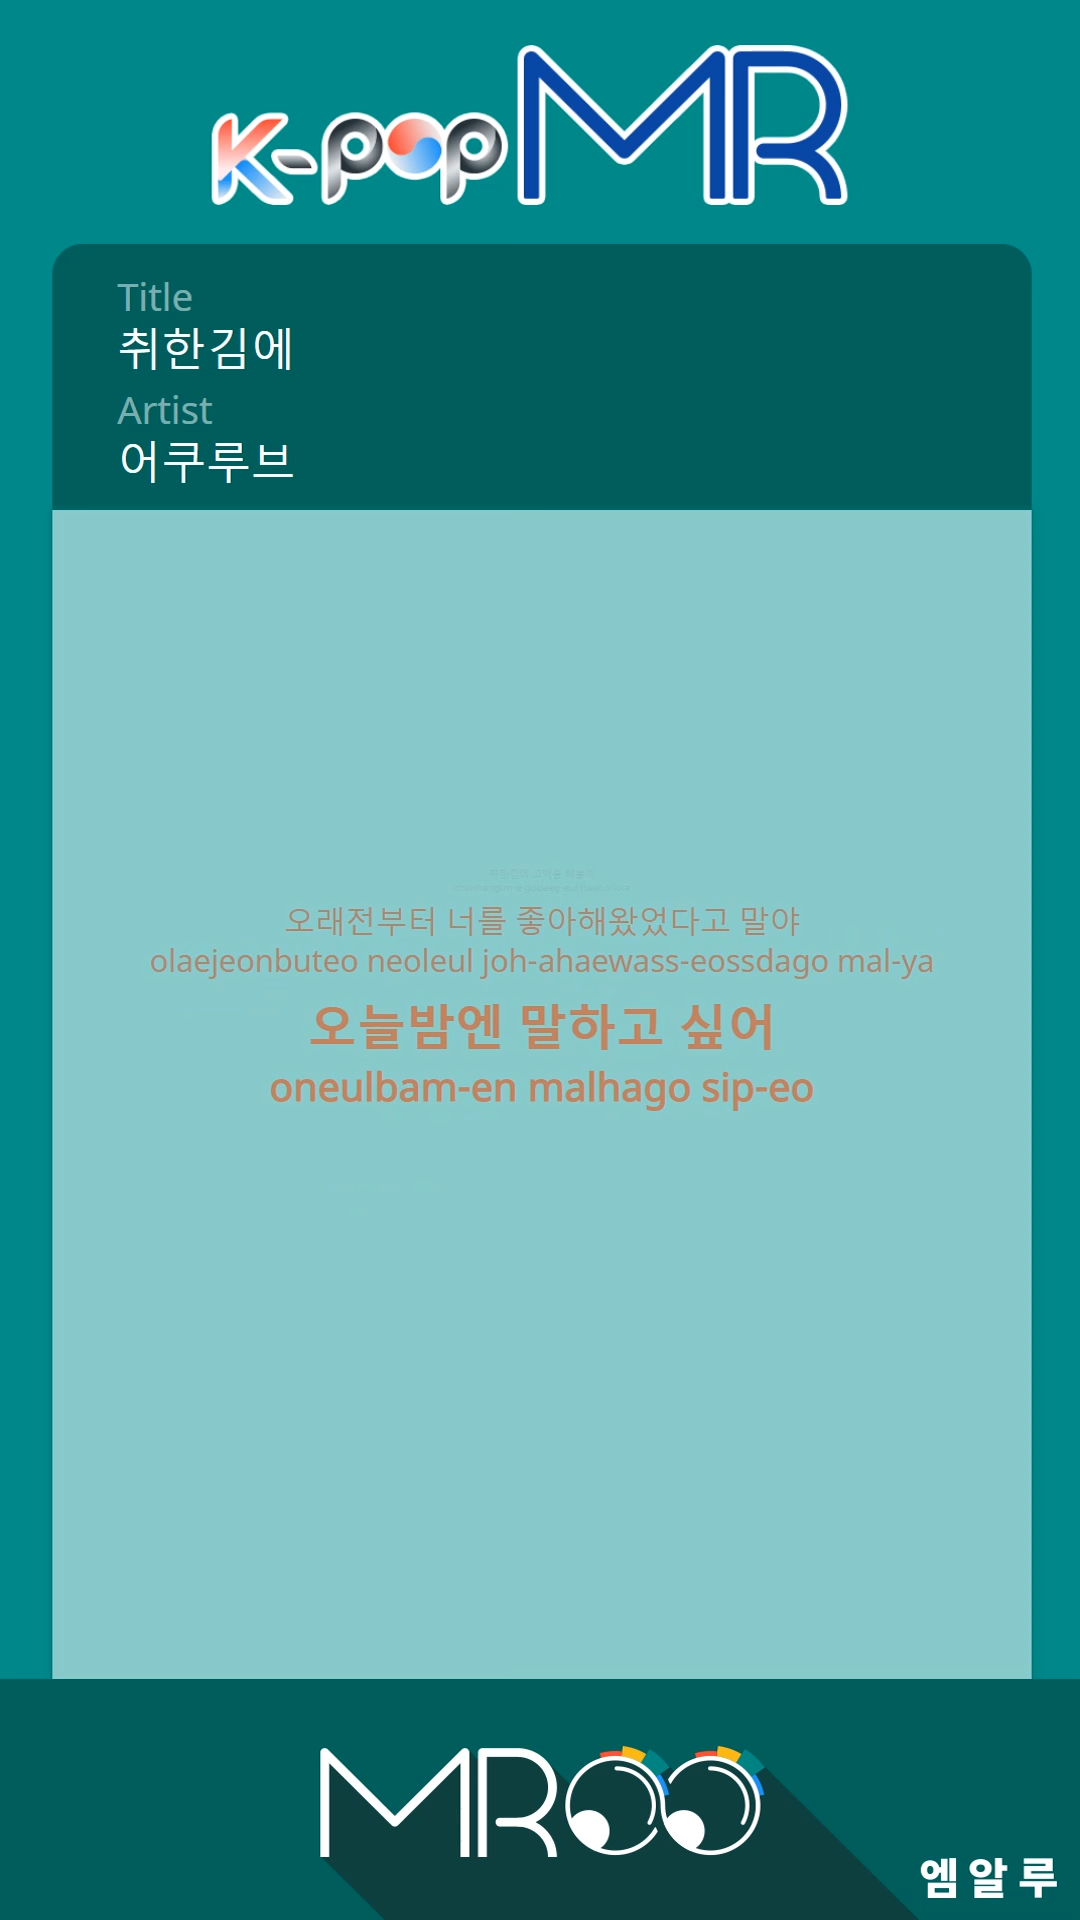 K-pop MR
Title
취한김에
Artist
어쿠루브
오래전부터 너를 좋아해왔었다고 말야
olaejeonbuteo neoleul joh-ahaewass-eossdago mal-ya
오늘밤엔 말하고 싶어
oneulbam-en malhago sip-eo
MROO
엠알루